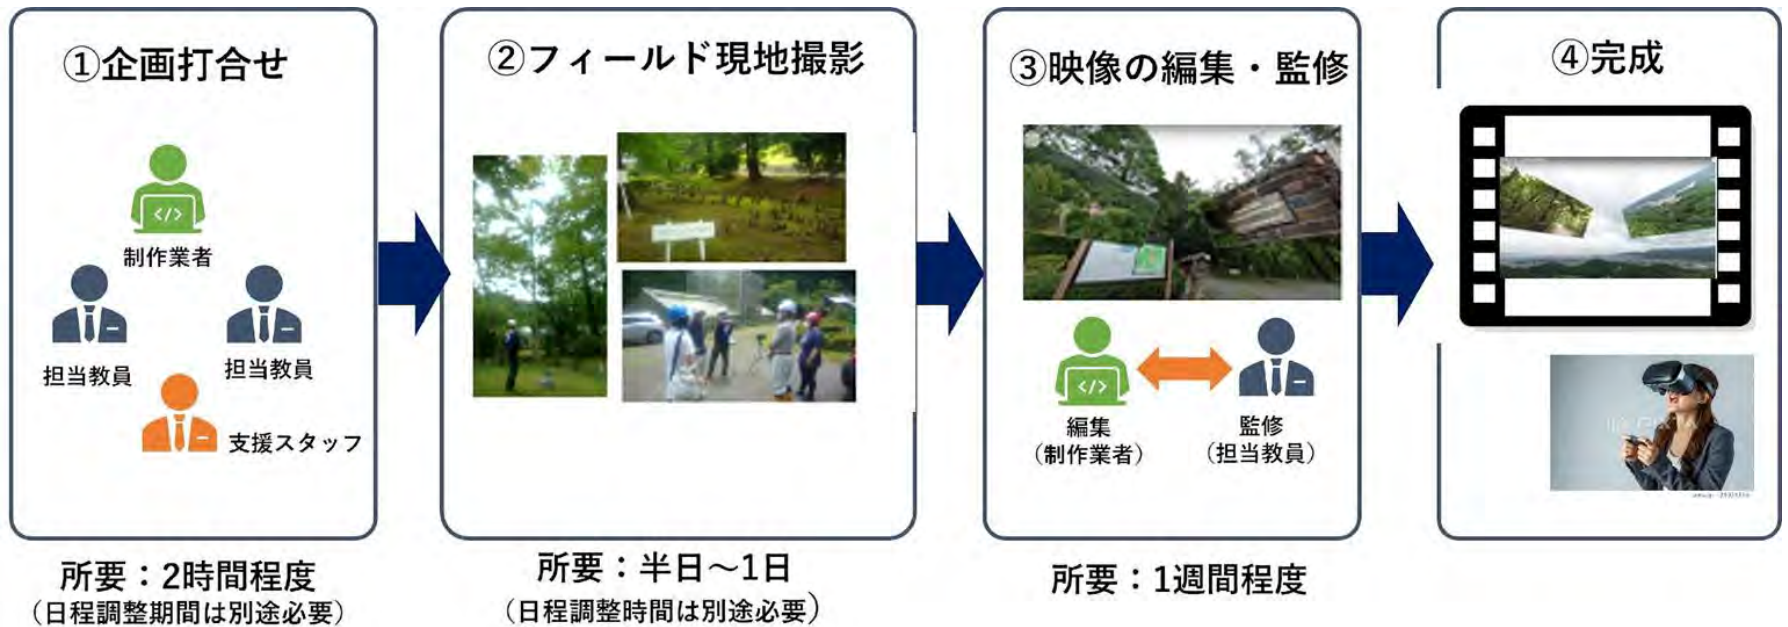 ①企画打合せ
</>
制作業者
担当教員
担当教員
支援スタッフ
所要：2時間程度
（日程調整期間は別途必要）
②フィールド現地撮影
所要：半日～1日
（日程調整時間は別途必要）
③映像の編集・監修
</>
編集
（制作業者）
監修
（担当教員）
所要：1週間程度
④完成